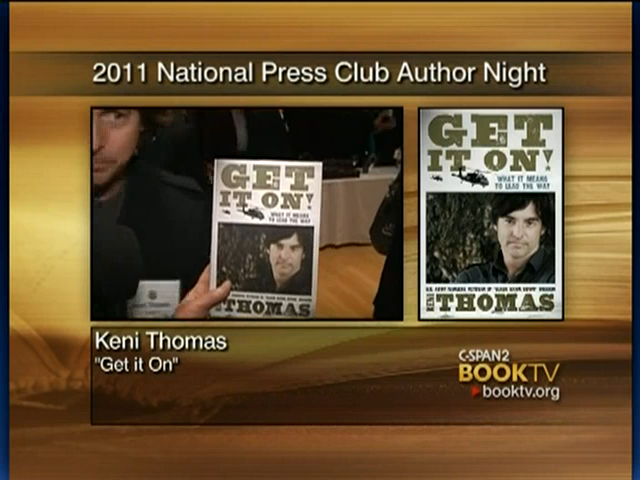 2011 National Press Club Author Night
GET
IT ON!
WHAT IT MEANS
TO LEAD THE WAY
THOMAS
GET
IT ON!
WHAT IT MEANS
TO LEAD THE WAY
KENI
THOMAS
Keni Thomas
"Get it On"
C-SPAN2
BOOKTV
booktv.org